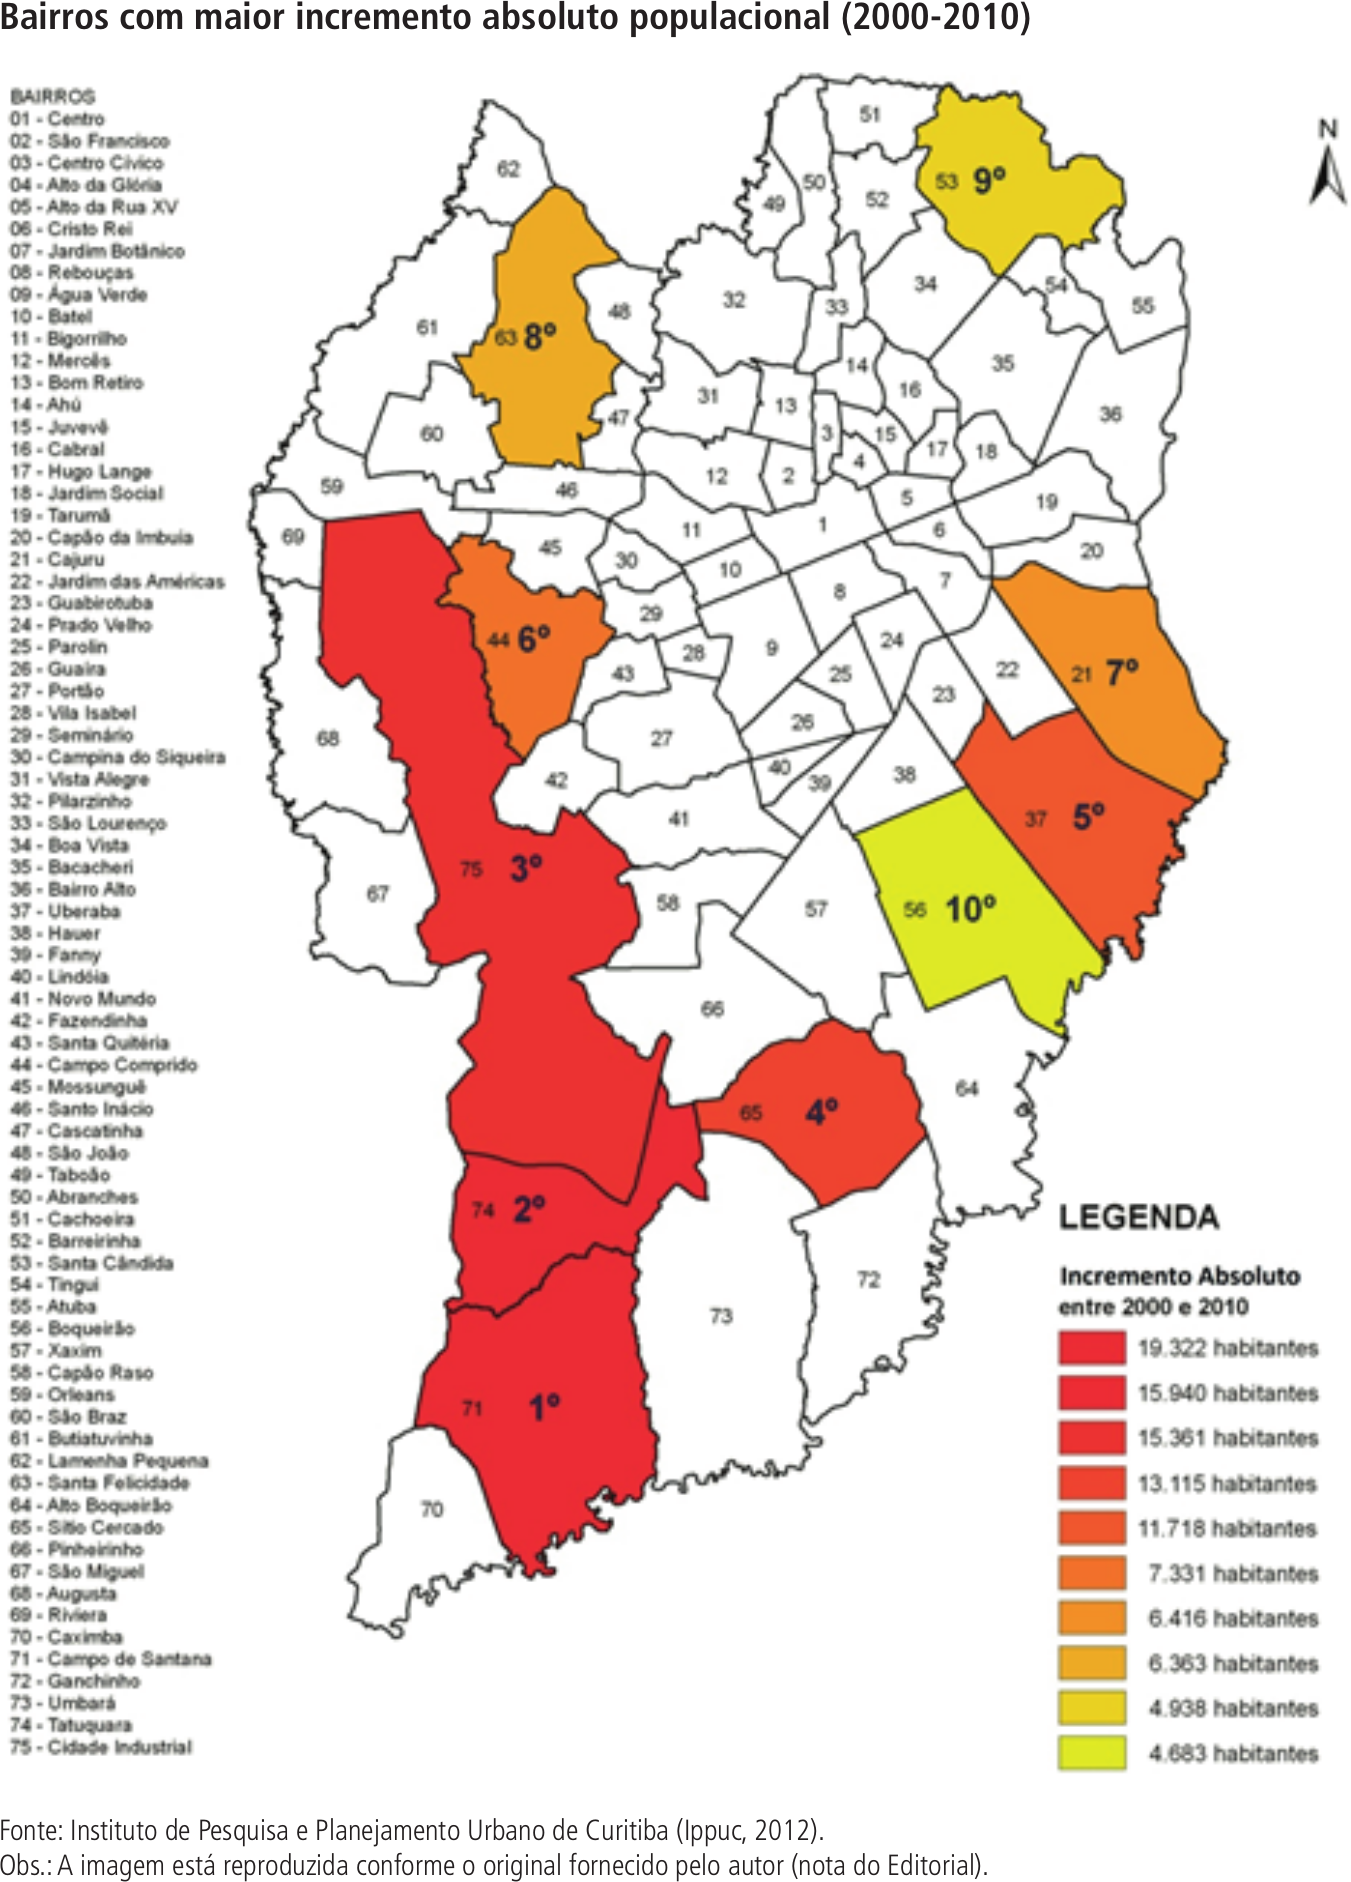 Bairros com maior incremento absoluto populacional (2000-2010)
BAIRROS
01 - Centro
02 - São Francisco
03 - Centro Cívico
04 - Alto da Glória
05 - Alto da Rua XV
06 - Cristo Rei
07 - Jardim Botânico
08 - Rebouças
09 - Água Verde
10 - Batel
11 - Bigorrilho
12 - Mercês
13 - Bom Retiro
14 - Ahú
15 - Juvevê
16 - Cabral
17 - Hugo Lange
18 - Jardim Social
19 - Tarumã
20 - Capão da Imbuia
21 - Cajuru
22 - Jardim das Américas
23 - Guabirotuba
24 - Prado Velho
25 - Parolin
26 - Guaíra
27 - Portão
28 - Vila Isabel
29 - Seminário
30 - Campina do Siqueira
31 - Vista Alegre
32 - Pilarzinho
33 - São Lourenço
34 - Boa Vista
35 - Bacacheri
36 - Bairro Alto
37 - Uberaba
38 - Hauer
39 - Fanny
40 - Lindóia
41 - Novo Mundo
42 - Fazendinha
43 - Santa Quitéria
44 - Campo Comprido
45 - Mossunguê
46 - Santo Inácio
47 - Cascatinha
48 - São João
49 - Taboão
50 - Abranches
51 - Cachoeira
52 - Barreirinha
53 - Santa Cândida
54 - Tingui
55 - Atuba
56 - Boqueirão
57 - Xaxim
58 - Capão Raso
59 - Orleans
60 - São Braz
61 - Butiatuvinha
62 - Lamenha Pequena
63 - Santa Felicidade
64 - Alto Boqueirão
65 - Sítio Cercado
66 - Pinheirinho
67 - São Miguel
68 - Augusta
69 - Riviera
70 - Caximba
71 - Campo de Santana
72 - Ganchinho
73 - Umbará
74 - Tatuquara
75 - Cidade Industrial
N
51
62
53 9º
50
49
52
34
54
55
32
33
48
61
63 8º
35
14
16
31
13
36
47
60
3
15
17
18
4
12
2
59
46
5
19
1
11
6
69
45
20
30
10
7
8
29
44 6º
24
9
28
22
43
25
21 7º
23
26
68
27
40
38
42
39
41
37 5º
75 3º
67
58
57
56 10º
66
64
65 4º
74 2º
72
73
71 1º
70
LEGENDA
Incremento Absoluto
entre 2000 e 2010
19.322 habitantes
15.940 habitantes
15.361 habitantes
13.115 habitantes
11.718 habitantes
7.331 habitantes
6.416 habitantes
6.363 habitantes
4.938 habitantes
4.683 habitantes
Fonte: Instituto de Pesquisa e Planejamento Urbano de Curitiba (Ippuc, 2012).
Obs.: A imagem está reproduzida conforme o original fornecido pelo autor (nota do Editorial).